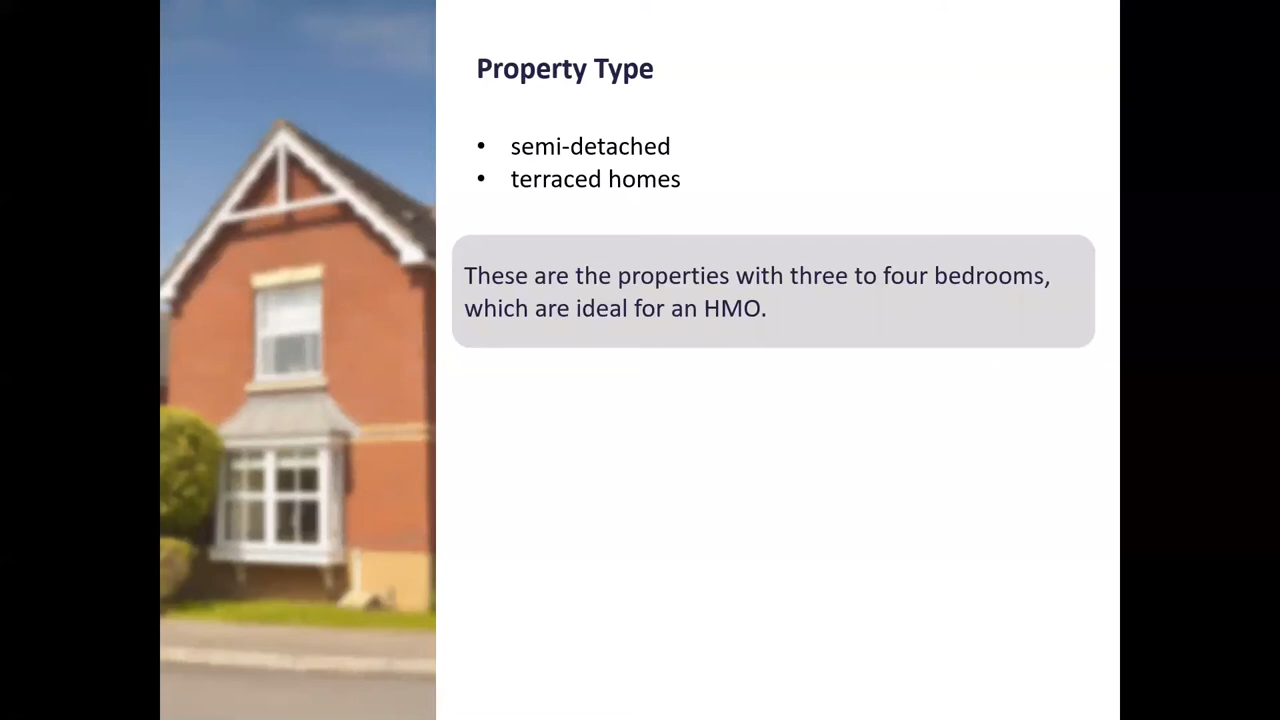 Property Type
• semi-detached
• terraced homes
These are the properties with three to four bedrooms,
which are ideal for an HMO.